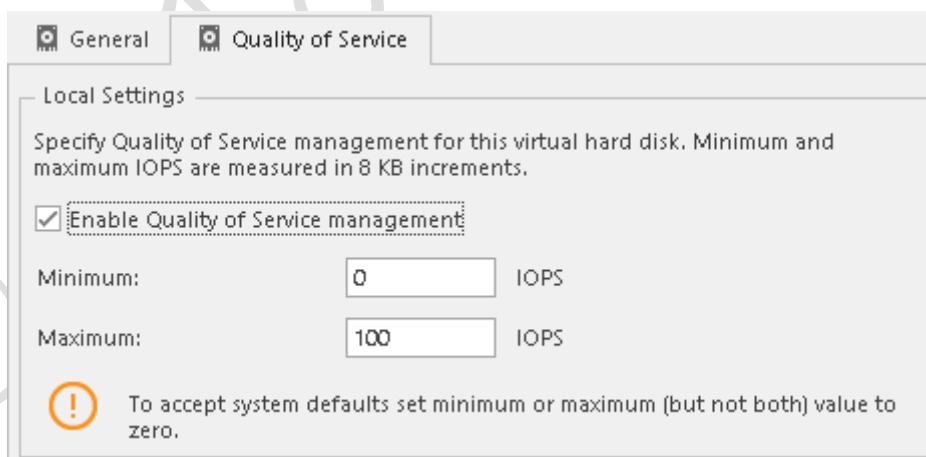 General
Quality of Service
Local Settings
Specify Quality of Service management for this virtual hard disk. Minimum and
maximum IOPS are measured in 8 KB increments.
Enable Quality of Service management
Minimum: 0 IOPS
Maximum: 100 IOPS
To accept system defaults set minimum or maximum (but not both) value to
zero.